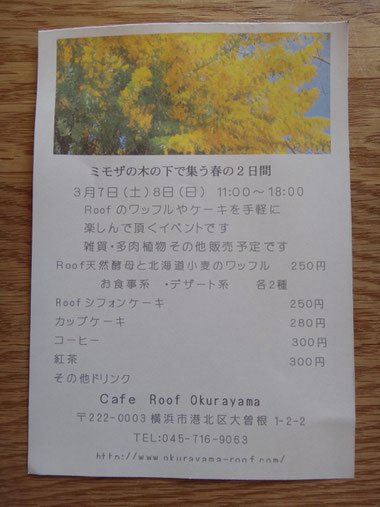 ミモザの木の下で集う春の2日間
3月7日(土)8日(日) 11:00〜18:00
Roofのワッフルやケーキを手軽に
楽しんで頂くイベントです
雑貨・多肉植物その他販売予定です
Roof天然酵母と北海道小麦のワッフル 250円
お食事系 ・デザート系 各2種
Roofシフォンケーキ 250円
カップケーキ 280円
コーヒー 300円
紅茶 300円
その他ドリンク
Cafe Roof Okurayama
〒222-0003横浜市港北区大曽根1-2-2
TEL:045-716-9063
http://www.okurayama-roof.com/